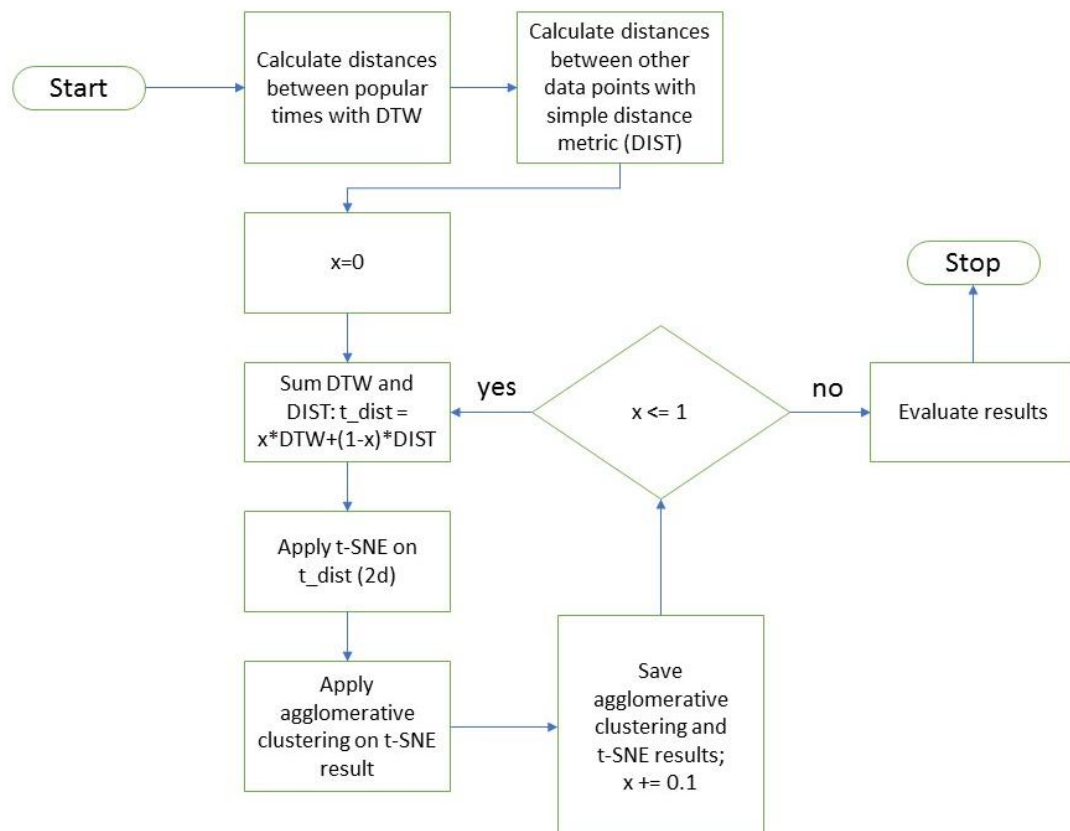 Start
Calculate distances
between popular
times with DTW
Calculate distances
between other
data points with
simple distance
metric (DIST)
x=0
Stop
Sum DTW and
DIST: t_dist =
x*DTW+(1-x)*DIST
yes
x <= 1
no
Evaluate results
Apply t-SNE on
t_dist (2d)
Apply
agglomerative
clustering on t-SNE
result
Save
agglomerative
clustering and
t-SNE results;
x += 0.1